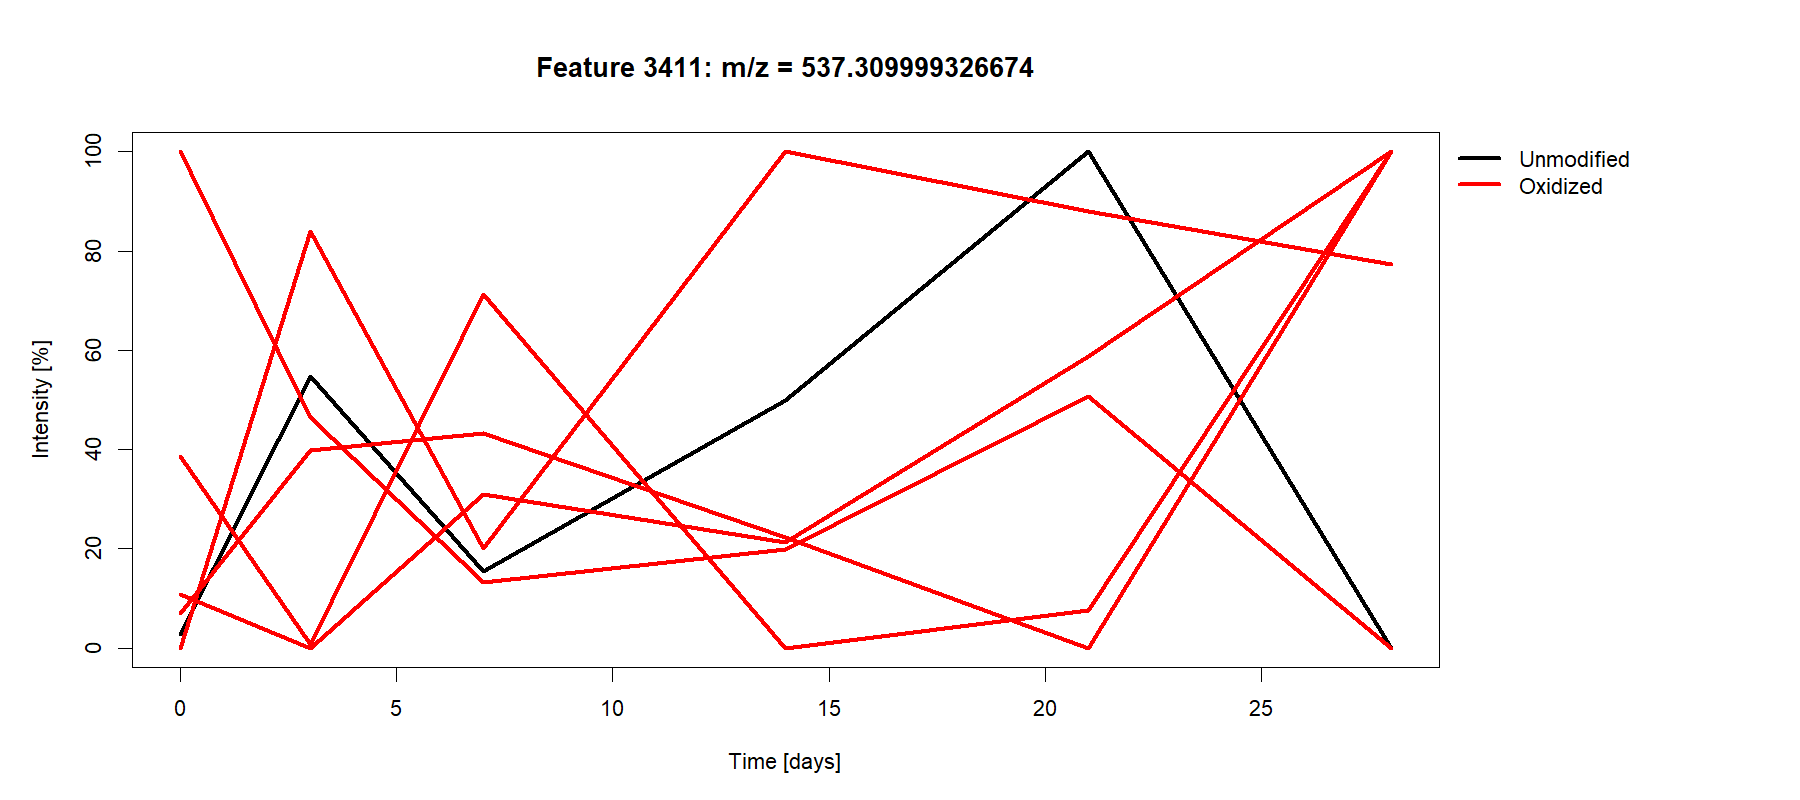 Feature 3411: m/z = 537.309999326674
Unmodified
Oxidized
100
80
60
40
20
0
Intensity [%]
0 5 10 15 20 25
Time [days]